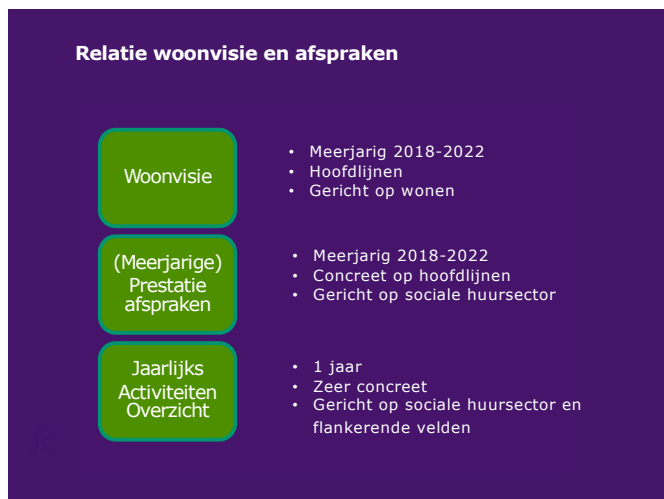 Relatie woonvisie en afspraken
Woonvisie
• Meerjarig 2018-2022
• Hoofdlijnen
• Gericht op wonen
(Meerjarige)
Prestatie
afspraken
• Meerjarig 2018-2022
• Concreet op hoofdlijnen
• Gericht op sociale huursector
Jaarlijks
Activiteiten
Overzicht
• 1 jaar
• Zeer concreet
• Gericht op sociale huursector en
flankerende velden